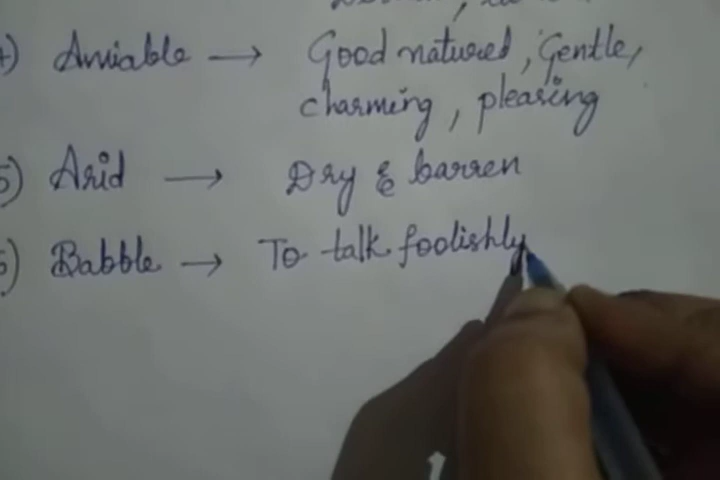 4) Amiable → Good natured, Gentle,
charming, pleasing
5) Arid → Dry & barren
6) Babble → To talk foolishly